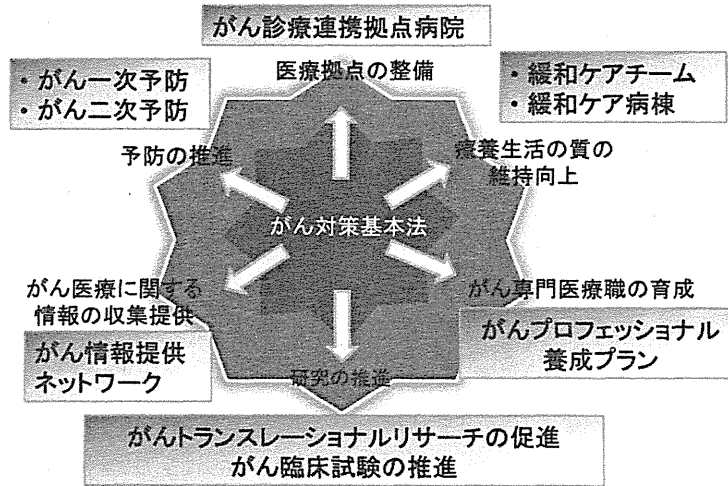 がん診療連携拠点病院
医療拠点の整備
・がん一次予防
・がん二次予防
予防の推進
・緩和ケアチーム
・緩和ケア病棟
療養生活の質の
維持向上
がん対策基本法
がん医療に関する
情報の収集提供
がん情報提供
ネットワーク
がん専門医療職の育成
がんプロフェッショナル
養成プラン
研究の推進
がんトランスレーショナルリサーチの促進
がん臨床試験の推進